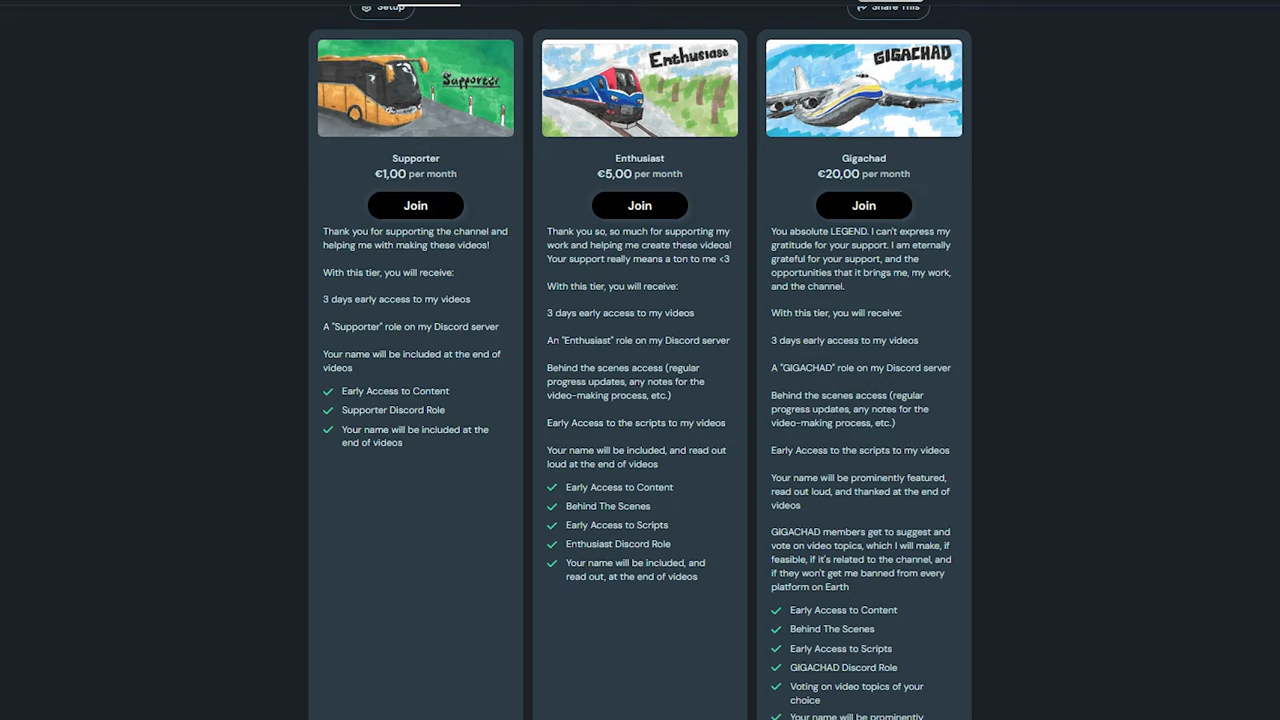 Setup
Share This
Supporter
Supporter
€1,00 per month
Join
Thank you for supporting the channel and
helping me with making these videos!
With this tier, you will receive:
3 days early access to my videos
A "Supporter" role on my Discord server
Your name will be included at the end of
videos
Early Access to Content
Supporter Discord Role
Your name will be included at the
end of videos
Enthusiast
Enthusiast
€5,00 per month
Join
Thank you so, so much for supporting my
work and helping me create these videos!
Your support really means a ton to me <3
With this tier, you will receive:
3 days early access to my videos
An "Enthusiast" role on my Discord server
Behind the scenes access (regular
progress updates, any notes for the
video-making process, etc.)
Early Access to the scripts to my videos
Your name will be included, and read out
loud at the end of videos
Early Access to Content
Behind The Scenes
Early Access to Scripts
Enthusiast Discord Role
Your name will be included, and
read out, at the end of videos
GIGACHAD
Gigachad
€20,00 per month
Join
You absolute LEGEND. I can't express my
gratitude for your support. I am eternally
grateful for your support, and the
opportunities that it brings me, my work,
and the channel.
With this tier, you will receive:
3 days early access to my videos
A "GIGACHAD" role on my Discord server
Behind the scenes access (regular
progress updates, any notes for the
video-making process, etc.)
Early Access to the scripts to my videos
Your name will be prominently featured,
read out loud, and thanked at the end of
videos
GIGACHAD members get to suggest and
vote on video topics, which I will make, if
feasible, if it's related to the channel, and
if they won't get me banned from every
platform on Earth
Early Access to Content
Behind The Scenes
Early Access to Scripts
GIGACHAD Discord Role
Voting on video topics of your
choice
Your name will be prominently